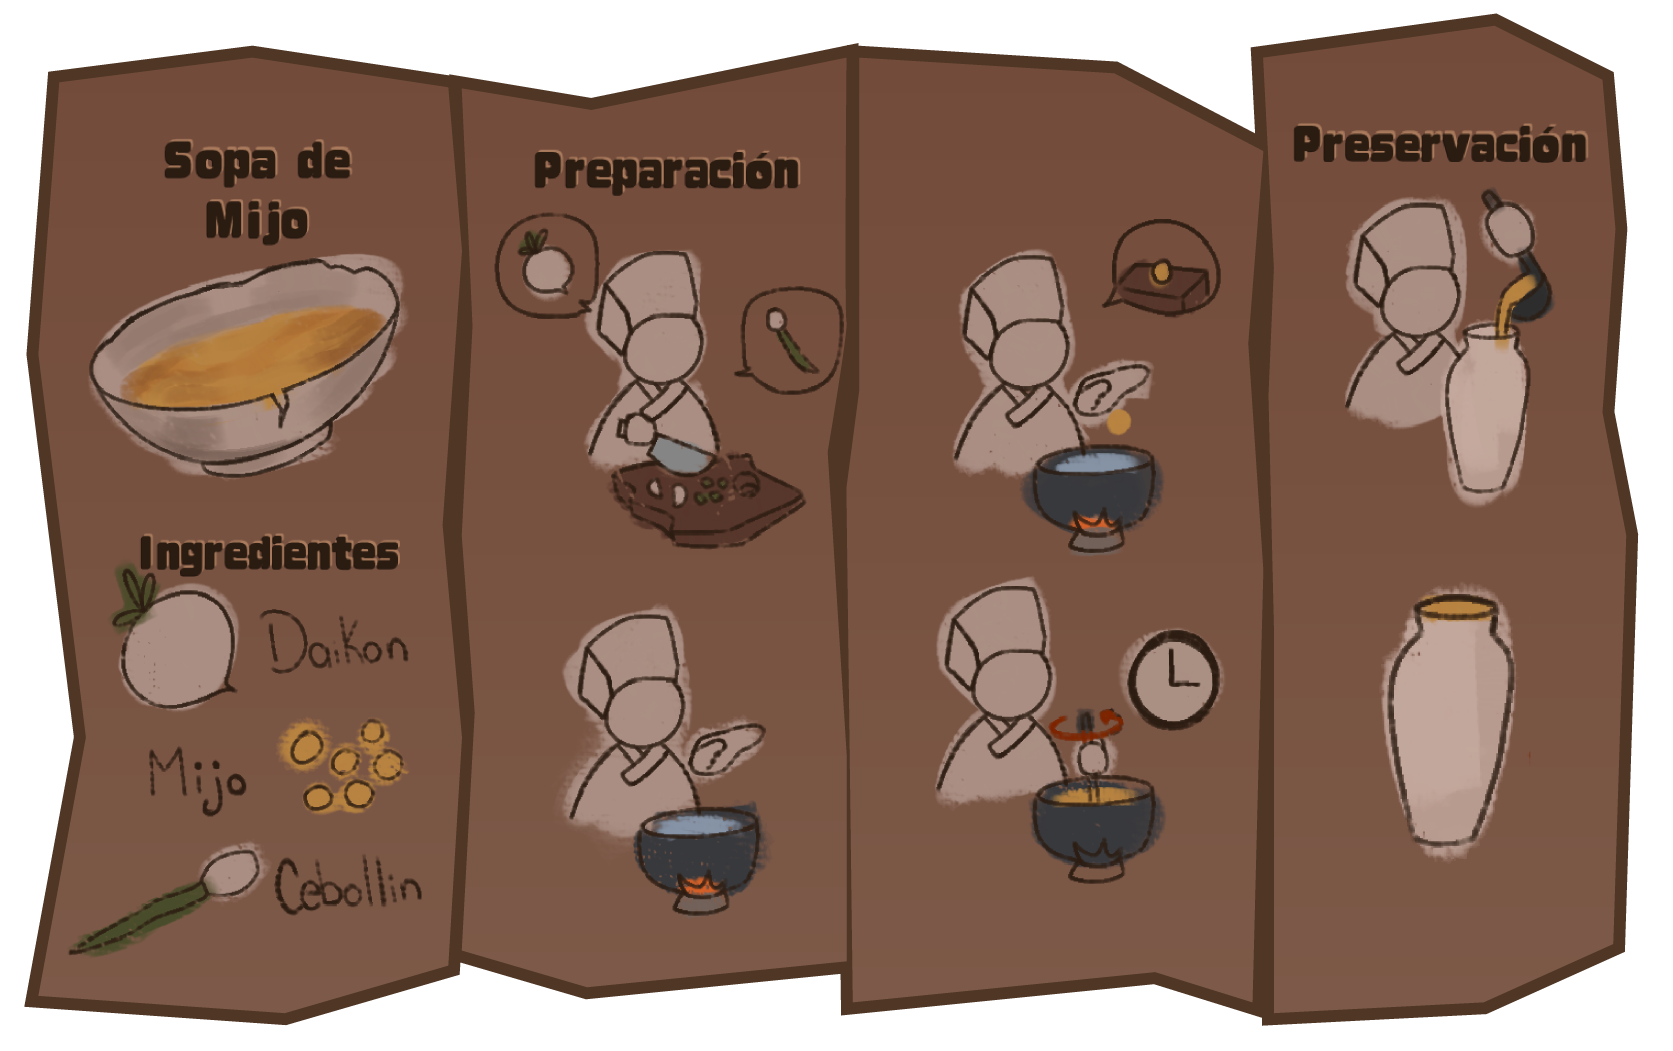 Sopa de
Mijo
Ingredientes
Daikon
Mijo
Cebollin
Preparación
Preservación